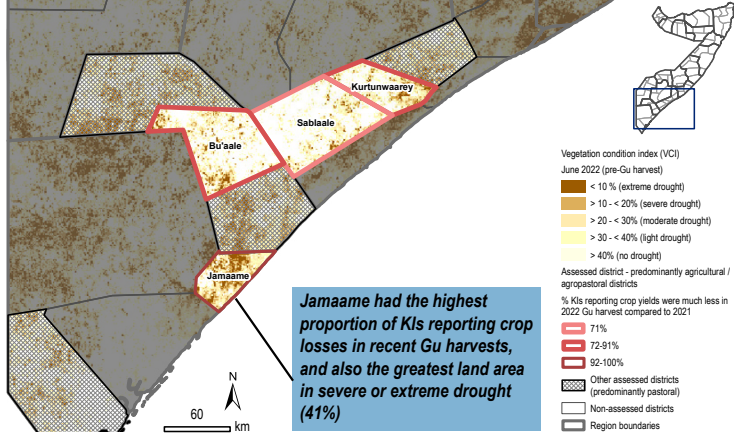 Kurtunwaarey
Sablaale
Bu'aale
Jamaame
Jamaame had the highest
proportion of KIs reporting crop
losses in recent Gu harvests,
and also the greatest land area
in severe or extreme drought
(41%)
N
60
km
Vegetation condition index (VCI)
June 2022 (pre-Gu harvest)
< 10 % (extreme drought)
> 10 - < 20% (severe drought)
> 20 - < 30% (moderate drought)
> 30 - < 40% (light drought)
> 40% (no drought)
Assessed district - predominantly agricultural /
agropastoral districts
% KIs reporting crop yields were much less in
2022 Gu harvest compared to 2021
71%
72-91%
92-100%
Other assessed districts
(predominantly pastoral)
Non-assessed districts
Region boundaries